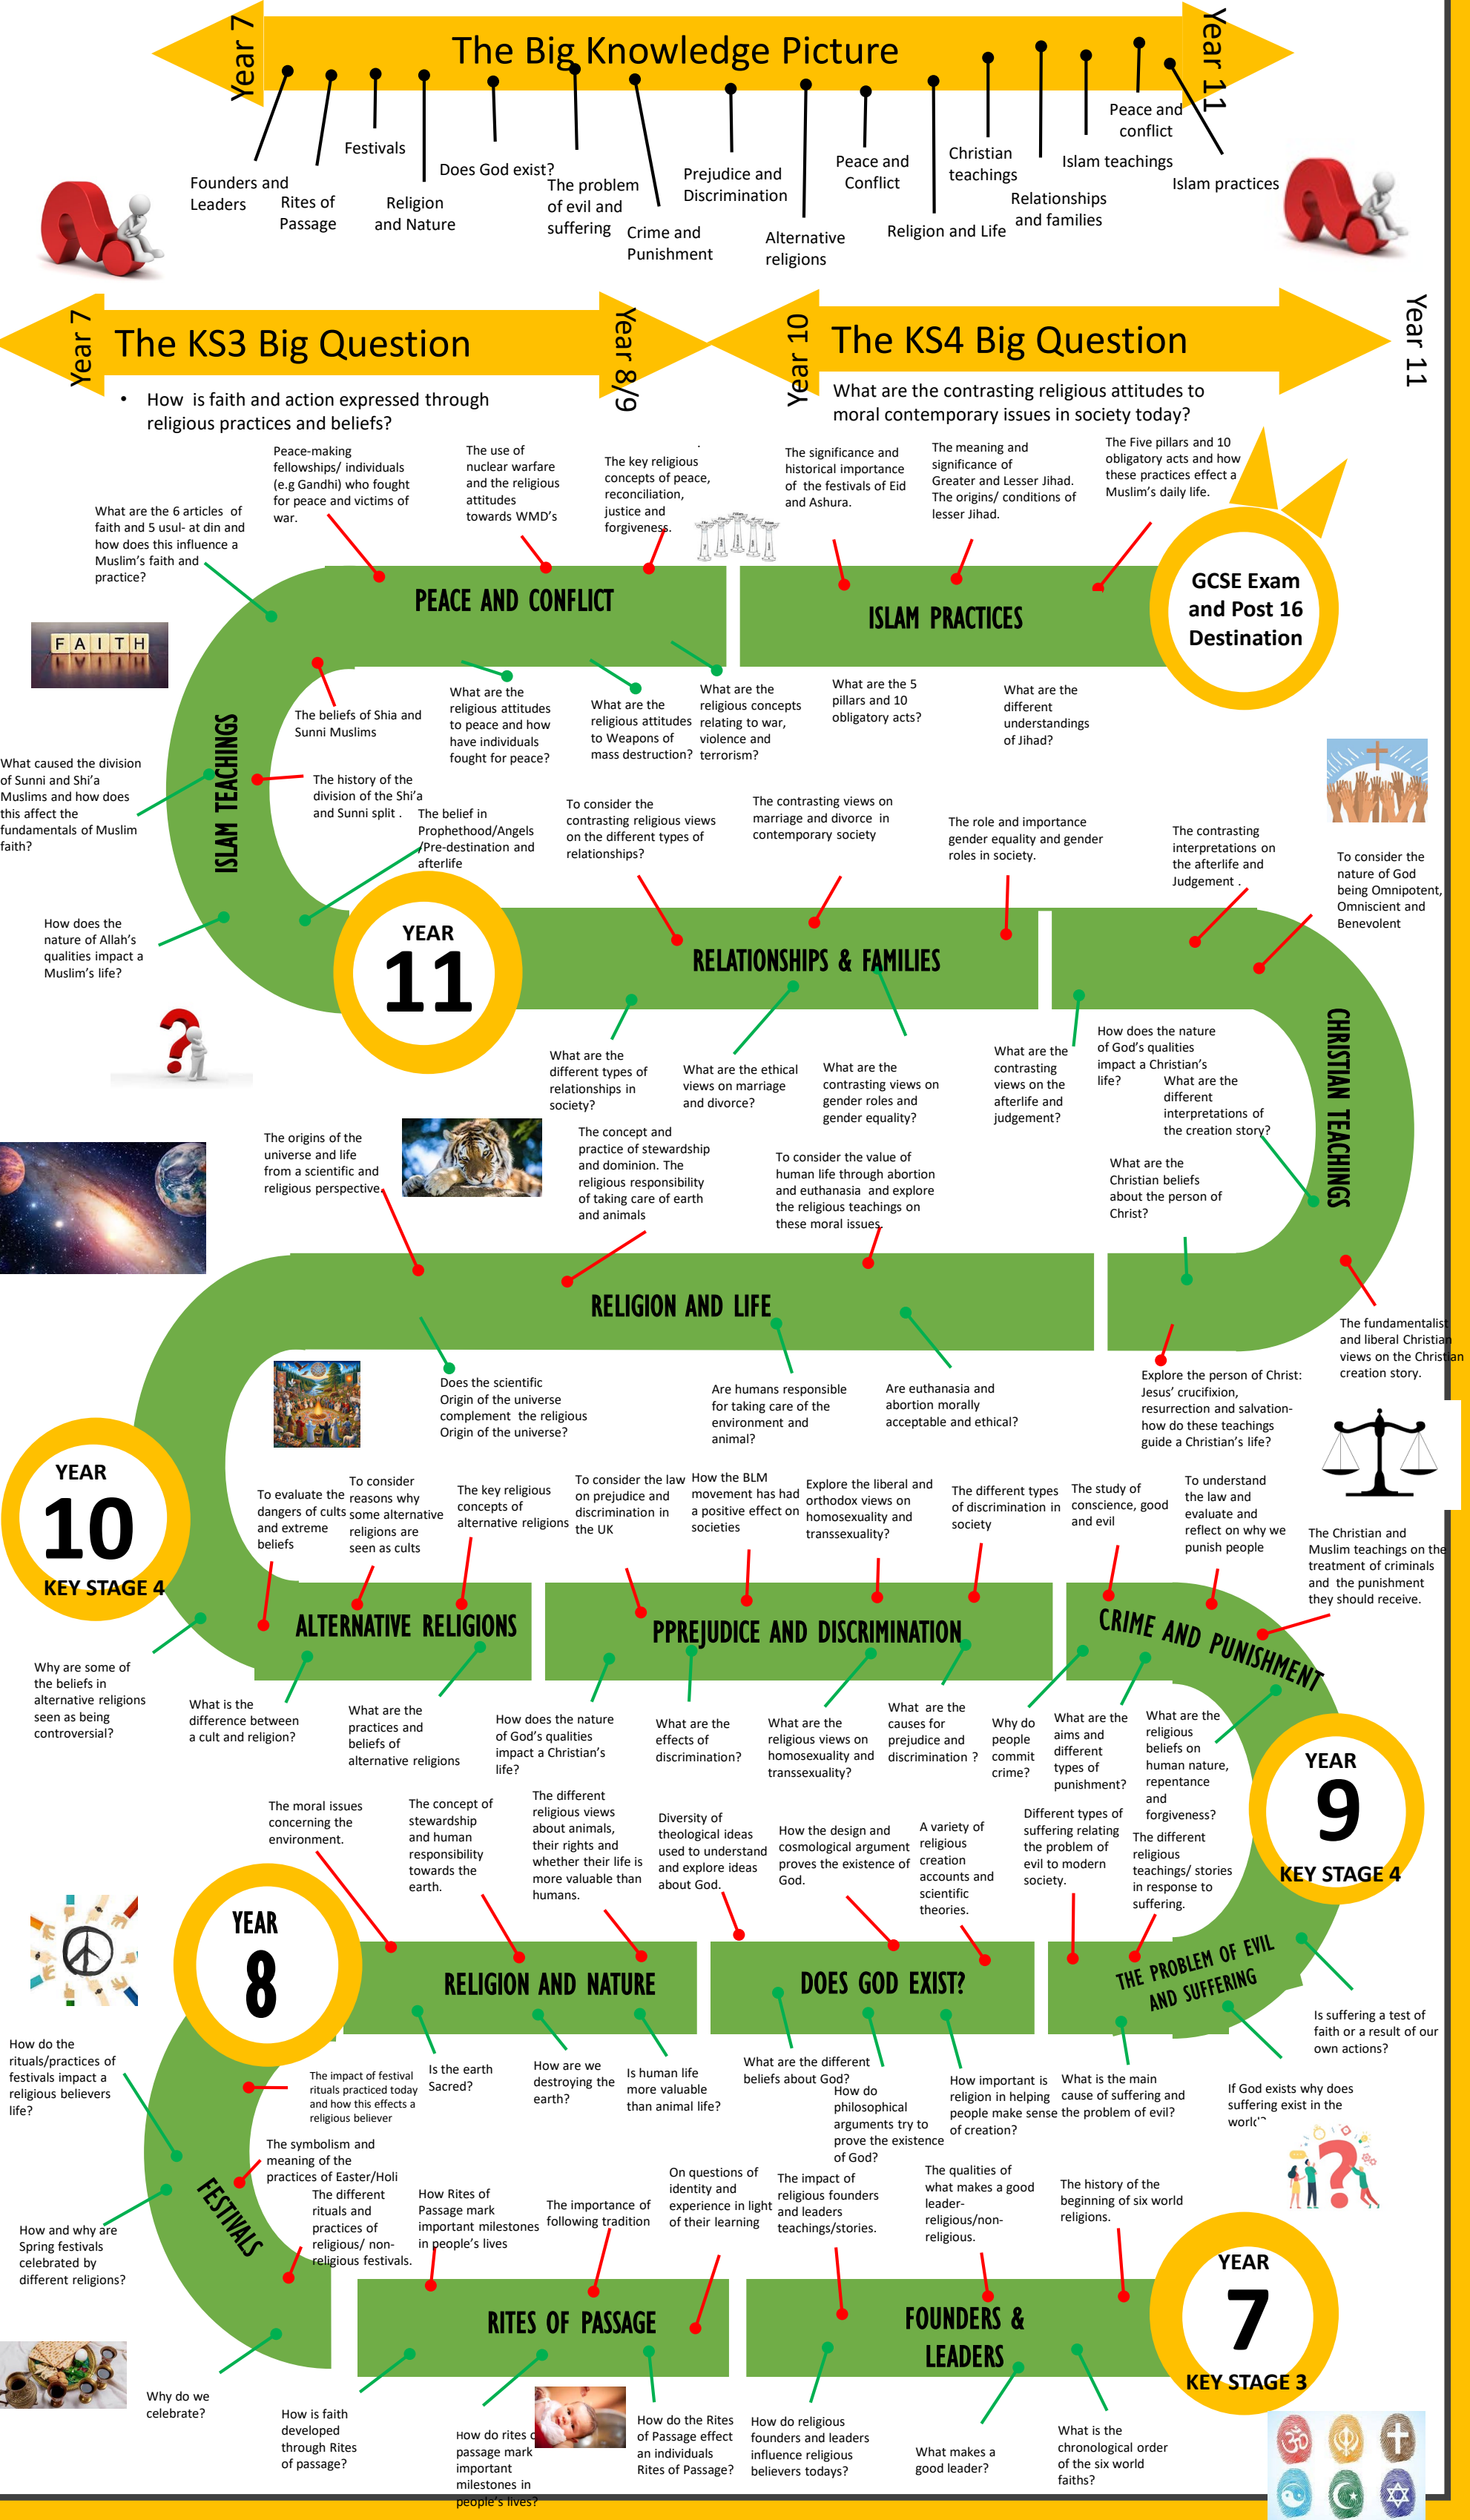 Year 7
The Big Knowledge Picture
Year 11
Founders and
Leaders
Rites of
Passage
Festivals
Religion
and Nature
Does God exist?
The problem
of evil and
suffering
Crime and
Punishment
Prejudice and
Discrimination
Alternative
religions
Peace and
Conflict
Religion and Life
Christian
teachings
Relationships
and families
Islam teachings
Peace and
conflict
Islam practices
Year 7
The KS3 Big Question
Year 8/9
• How is faith and action expressed through
religious practices and beliefs?
Year 10
The KS4 Big Question
Year 11
What are the contrasting religious attitudes to
moral contemporary issues in society today?
What are the 6 articles of
faith and 5 usul- at din and
how does this influence a
Muslim's faith and
practice?
Peace-making
fellowships/ individuals
(e.g Gandhi) who fought
for peace and victims of
war.
The use of
nuclear warfare
and the religious
attitudes
towards WMD's
The key religious
concepts of peace,
reconciliation,
justice and
forgiveness.
The significance and
historical importance
of the festivals of Eid
and Ashura.
The meaning and
significance of
Greater and Lesser Jihad.
The origins/ conditions of
lesser Jihad.
The Five pillars and 10
obligatory acts and how
these practices effect a
Muslim's daily life.
GCSE Exam
and Post 16
Destination
PEACE AND CONFLICT
ISLAM PRACTICES
FAITH
ISLAM TEACHINGS
The beliefs of Shia and
Sunni Muslims
What are the
religious attitudes
to peace and how
have individuals
fought for peace?
What are the
religious attitudes
to Weapons of
mass destruction?
What are the
religious concepts
relating to war,
violence and
terrorism?
What are the 5
pillars and 10
obligatory acts?
What are the
different
understandings
of Jihad?
What caused the division
of Sunni and Shi'a
Muslims and how does
this affect the
fundamentals of Muslim
faith?
The history of the
division of the Shi'a
and Sunni split .
The belief in
Prophethood/Angels
/Pre-destination and
afterlife
To consider the
contrasting religious views
on the different types of
relationships?
The contrasting views on
marriage and divorce in
contemporary society
The role and importance
gender equality and gender
roles in society.
The contrasting
interpretations on
the afterlife and
Judgement .
To consider the
nature of God
being Omnipotent,
Omniscient and
Benevolent
How does the
nature of Allah's
qualities impact a
Muslim's life?
YEAR
11
RELATIONSHIPS & FAMILIES
CHRISTIAN TEACHINGS
What are the
different types of
relationships in
society?
What are the ethical
views on marriage
and divorce?
What are the
contrasting views on
gender roles and
gender equality?
What are the
contrasting
views on the
afterlife and
judgement?
How does the nature
of God's qualities
impact a Christian's
life?
What are the
different
interpretations of
the creation story?
What are the
Christian beliefs
about the person of
Christ?
The origins of the
universe and life
from a scientific and
religious perspective.
The concept and
practice of stewardship
and dominion. The
religious responsibility
of taking care of earth
and animals
To consider the value of
human life through abortion
and euthanasia and explore
the religious teachings on
these moral issues.
RELIGION AND LIFE
The fundamentalist
and liberal Christian
views on the Christian
creation story.
Does the scientific
Origin of the universe
complement the religious
Origin of the universe?
Are humans responsible
for taking care of the
environment and
animal?
Are euthanasia and
abortion morally
acceptable and ethical?
Explore the person of Christ:
Jesus' crucifixion,
resurrection and salvation-
how do these teachings
guide a Christian's life?
YEAR
10
KEY STAGE 4
To evaluate the
dangers of cults
and extreme
beliefs
To consider
reasons why
some alternative
religions are
seen as cults
The key religious
concepts of
alternative religions
To consider the law
on prejudice and
discrimination in
the UK
How the BLM
movement has had
a positive effect on
societies
Explore the liberal and
orthodox views on
homosexuality and
transsexuality?
The different types
of discrimination in
society
The study of
conscience, good
and evil
To understand
the law and
evaluate and
reflect on why we
punish people
The Christian and
Muslim teachings on the
treatment of criminals
and the punishment
they should receive.
ALTERNATIVE RELIGIONS
PPREJUDICE AND DISCRIMINATION
CRIME AND PUNISHMENT
Why are some of
the beliefs in
alternative religions
seen as being
controversial?
What is the
difference between
a cult and religion?
What are the
practices and
beliefs of
alternative religions
How does the nature
of God's qualities
impact a Christian's
life?
What are the
effects of
discrimination?
What are the
religious views on
homosexuality and
transsexuality?
What are the
causes for
prejudice and
discrimination ?
Why do
people
commit
crime?
What are the
aims and
different
types of
punishment?
What are the
religious
beliefs on
human nature,
repentance
and
forgiveness?
YEAR
9
KEY STAGE 4
The moral issues
concerning the
environment.
The concept of
stewardship
and human
responsibility
towards the
earth.
The different
religious views
about animals,
their rights and
whether their life is
more valuable than
humans.
Diversity of
theological ideas
used to understand
and explore ideas
about God.
How the design and
cosmological argument
proves the existence of
God.
A variety of
religious
creation
accounts and
scientific
theories.
Different types of
suffering relating
the problem of
evil to modern
society.
The different
religious
teachings/ stories
in response to
suffering.
YEAR
8
RELIGION AND NATURE
DOES GOD EXIST?
THE PROBLEM OF EVIL
AND SUFFERING
Is suffering a test of
faith or a result of our
own actions?
How do the
rituals/practices of
festivals impact a
religious believers
life?
The impact of festival
rituals practiced today
and how this effects a
religious believer
Is the earth
Sacred?
How are we
destroying the
earth?
Is human life
more valuable
than animal life?
What are the different
beliefs about God?
How do
philosophical
arguments try to
prove the existence
of God?
How important is
religion in helping
people make sense
of creation?
What is the main
cause of suffering and
the problem of evil?
If God exists why does
suffering exist in the
world?
The symbolism and
meaning of the
practices of Easter/Holi
FESTIVALS
The different
rituals and
practices of
religious/ non-
religious festivals.
How Rites of
Passage mark
important milestones
in people's lives
The importance of
following tradition
On questions of
identity and
experience in light
of their learning
The impact of
religious founders
and leaders
teachings/stories.
The qualities of
what makes a good
leader-
religious/non-
religious.
The history of the
beginning of six world
religions.
How and why are
Spring festivals
celebrated by
different religions?
RITES OF PASSAGE
FOUNDERS &
LEADERS
YEAR
7
KEY STAGE 3
Why do we
celebrate?
How is faith
developed
through Rites
of passage?
How do rites
passage mark
important
milestones in
people's lives?
How do the Rites
of Passage effect
an individuals
Rites of Passage?
How do religious
founders and leaders
influence religious
believers todays?
What makes a
good leader?
What is the
chronological order
of the six world
faiths?